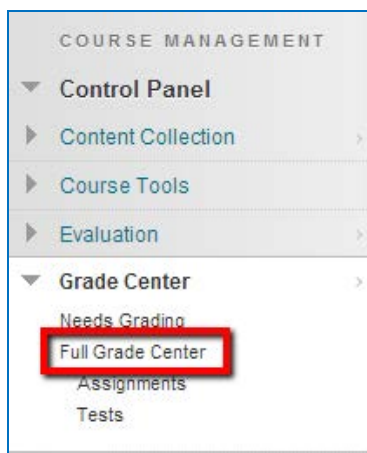 COURSE MANAGEMENT
Control Panel
Content Collection
Course Tools
Evaluation
Grade Center
Needs Grading
Full Grade Center
Assignments
Tests